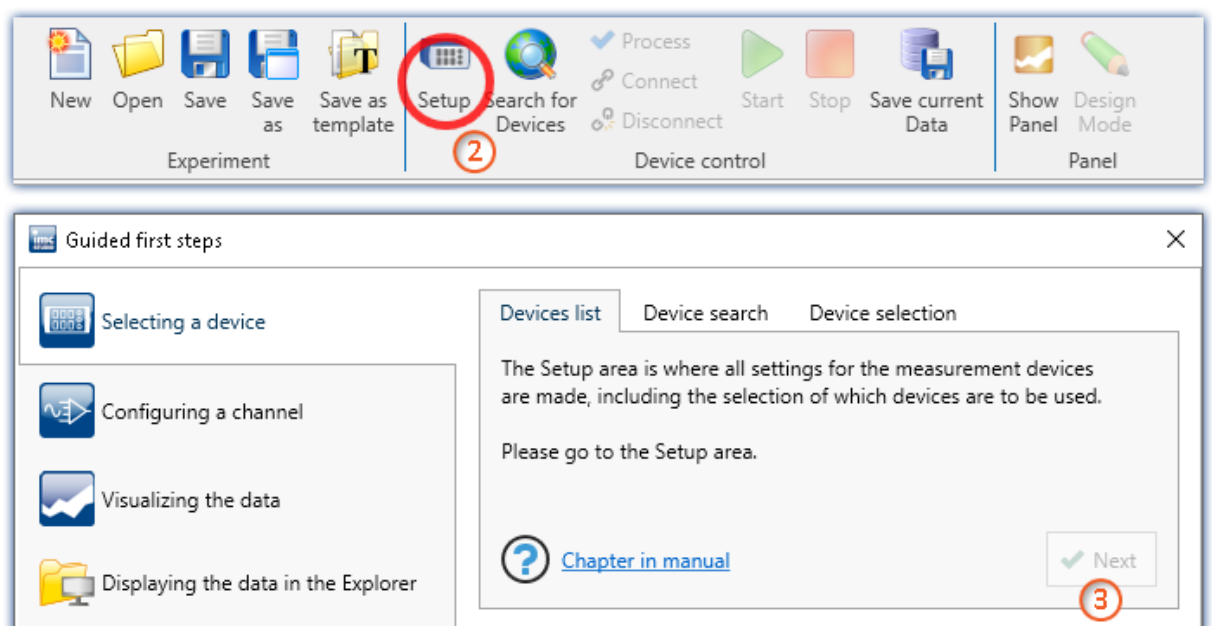 New Open Save Save as Save as template
Experiment
Setup Search for Devices Process Connect Disconnect Start Stop Save current Data
2
Device control
Show Panel Design Mode
Panel
imc Guided first steps
Selecting a device
Configuring a channel
Visualizing the data
Displaying the data in the Explorer
Devices list Device search Device selection
The Setup area is where all settings for the measurement devices
are made, including the selection of which devices are to be used.
Please go to the Setup area.
? Chapter in manual
Next
3